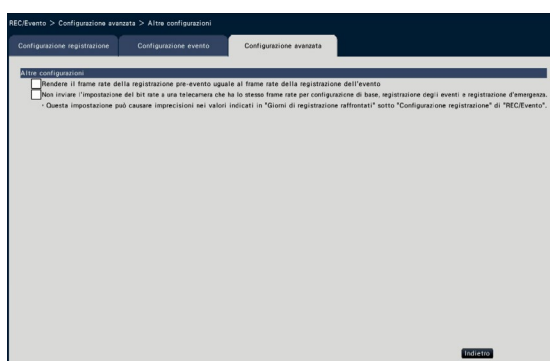 REC/Evento > Configurazione avanzata > Altre configurazioni
Configurazione registrazione
Configurazione evento
Configurazione avanzata
Altre configurazioni
Rendere il frame rate della registrazione pre-evento uguale al frame rate della registrazione dell'evento
Non inviare l'impostazione del bit rate a una telecamera che ha lo stesso frame rate per configurazione di base, registrazione degli eventi e registrazione d'emergenza.
• Questa impostazione può causare imprecisioni nei valori indicati in "Giorni di registrazione raffrontati" sotto "Configurazione registrazione" di "REC/Evento".
Indietro